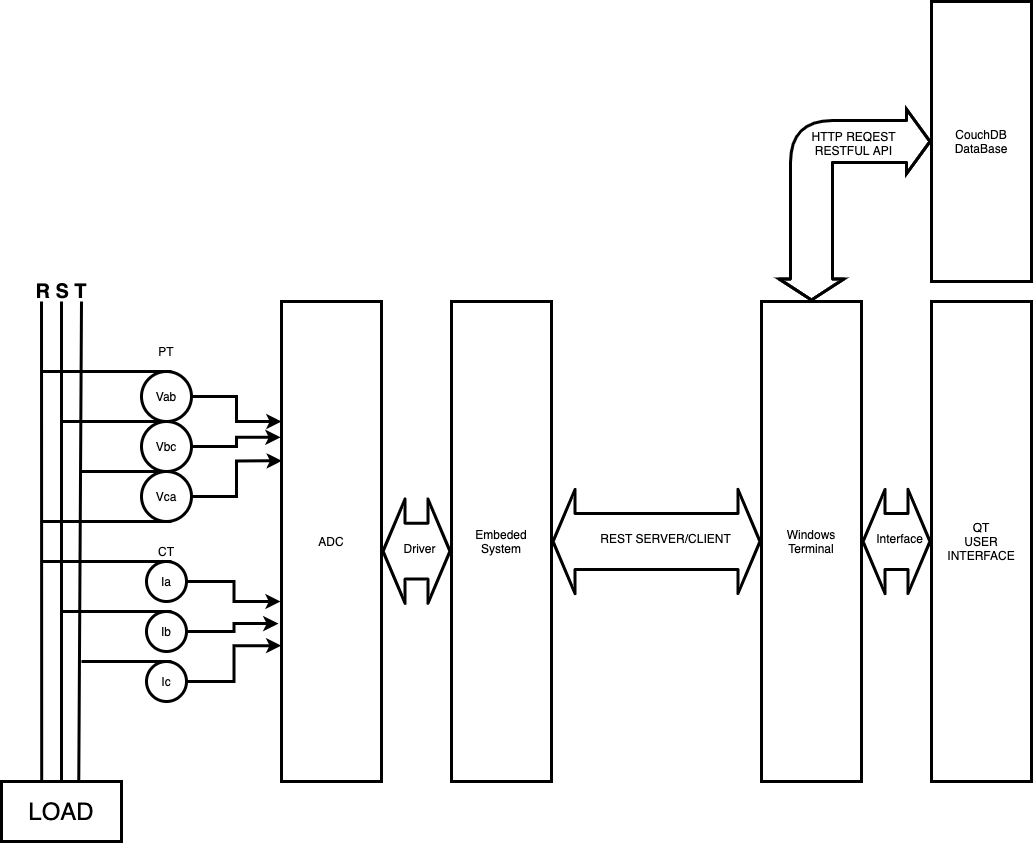 HTTP REQEST
RESTFUL API
CouchDB
DataBase
R S T
PT
Vab
Vbc
Vca
CT
Ia
Ib
Ic
ADC
Driver
Embeded
System
REST SERVER/CLIENT
Windows
Terminal
Interface
QT
USER
INTERFACE
LOAD